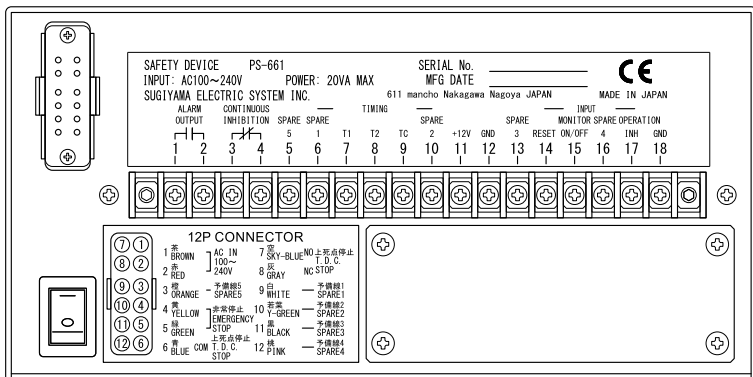 SAFETY DEVICE PS-661 SERIAL No.
INPUT: AC100~240V POWER: 20VA MAX MFG DATE
CE
SUGIYAMA ELECTRIC SYSTEM INC. 611 mancho Nakagawa Nagoya JAPAN MADE IN JAPAN
ALARM OUTPUT
CONTINUOUS INHIBITION
TIMING
INPUT
SPARE SPARE SPARE SPARE MONITOR SPARE OPERATION
5 1 T1 T2 TC 2 +12V GND 3 RESET ON/OFF 4 INH GND
1 2 3 4 5 6 7 8 9 10 11 12 13 14 15 16 17 18
12P CONNECTOR
7 1
8 2
9 3
10 4
11 5
12 6
1 茶 BROWN
2 赤 RED
AC IN 100~240V
3 橙 ORANGE 予備線5 SPARE5
4 黄 YELLOW
5 緑 GREEN
非常停止 EMERGENCY STOP
6 青 BLUE COM 上死点停止 T.D.C. STOP
7 空 SKY-BLUE NO
8 灰 GRAY NC
上死点停止 T.D.C. STOP
9 白 WHITE 予備線1 SPARE1
10 若葉 Y-GREEN 予備線2 SPARE2
11 黒 BLACK 予備線3 SPARE3
12 桃 PINK 予備線4 SPARE4